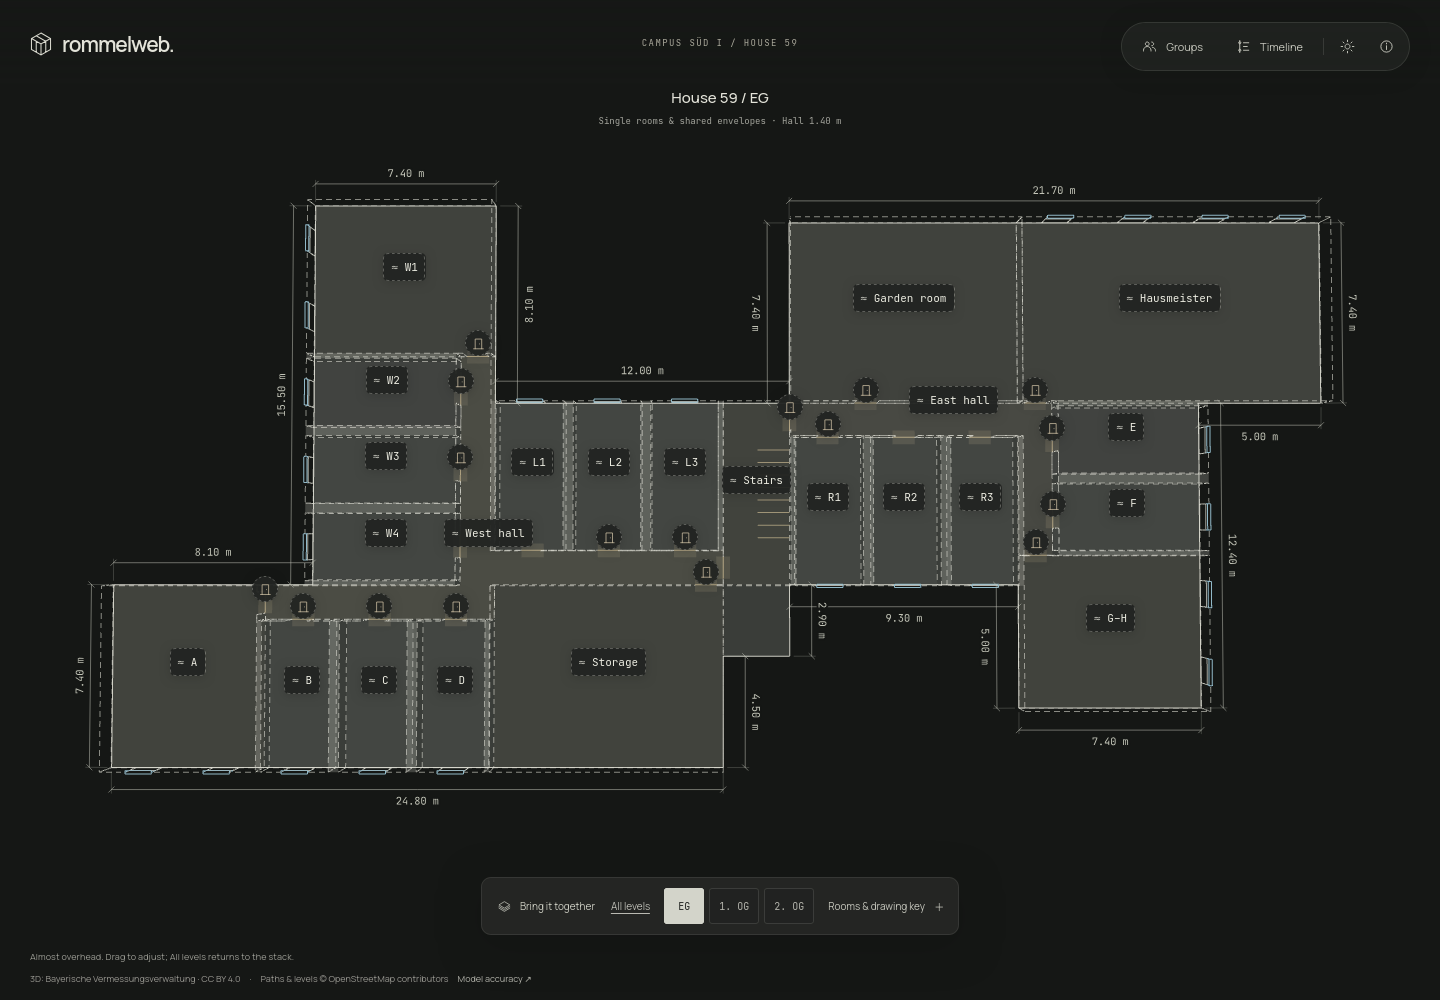 rommelweb.
CAMPUS SÜD I / HOUSE 59
Groups
Timeline
House 59 / EG
Single rooms & shared envelopes · Hall 1.40 m
7.40 m
21.70 m
≈ W1
8.10 m
7.40 m
≈ Garden room
≈ Hausmeister
7.40 m
15.50 m
≈ W2
12.00 m
≈ East hall
≈ E
5.00 m
≈ W3
≈ L1
≈ L2
≈ L3
≈ Stairs
≈ R1
≈ R2
≈ R3
≈ F
≈ W4
≈ West hall
8.10 m
12.40 m
2.90 m
9.30 m
5.00 m
≈ G–H
7.40 m
≈ A
≈ B
≈ C
≈ D
≈ Storage
4.50 m
7.40 m
24.80 m
Bring it together
All levels
EG
1. OG
2. OG
Rooms & drawing key +
Almost overhead. Drag to adjust; All levels returns to the stack.
3D: Bayerische Vermessungsverwaltung · CC BY 4.0 · Paths & levels © OpenStreetMap contributors Model accuracy ↗